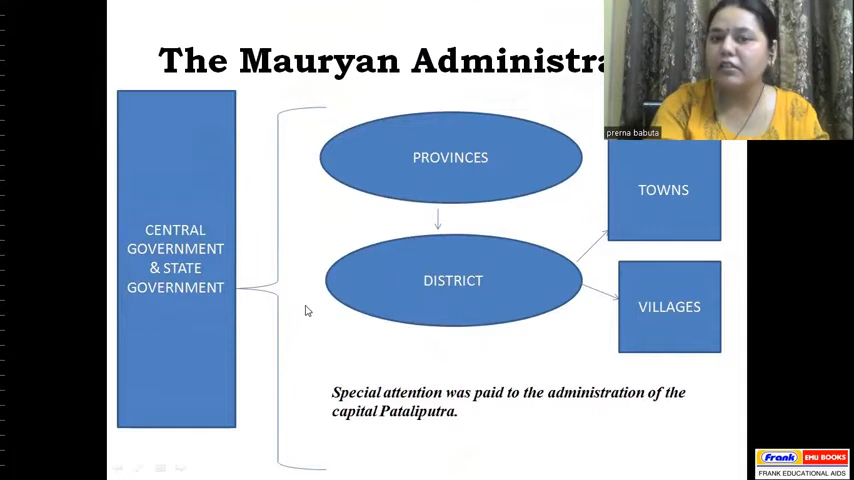 The Mauryan Administra
prerna babuta
PROVINCES
TOWNS
CENTRAL
GOVERNMENT
& STATE
GOVERNMENT
DISTRICT
VILLAGES
Special attention was paid to the administration of the
capital Pataliputra.
Frank EMU BOOKS
FRANK EDUCATIONAL AIDS